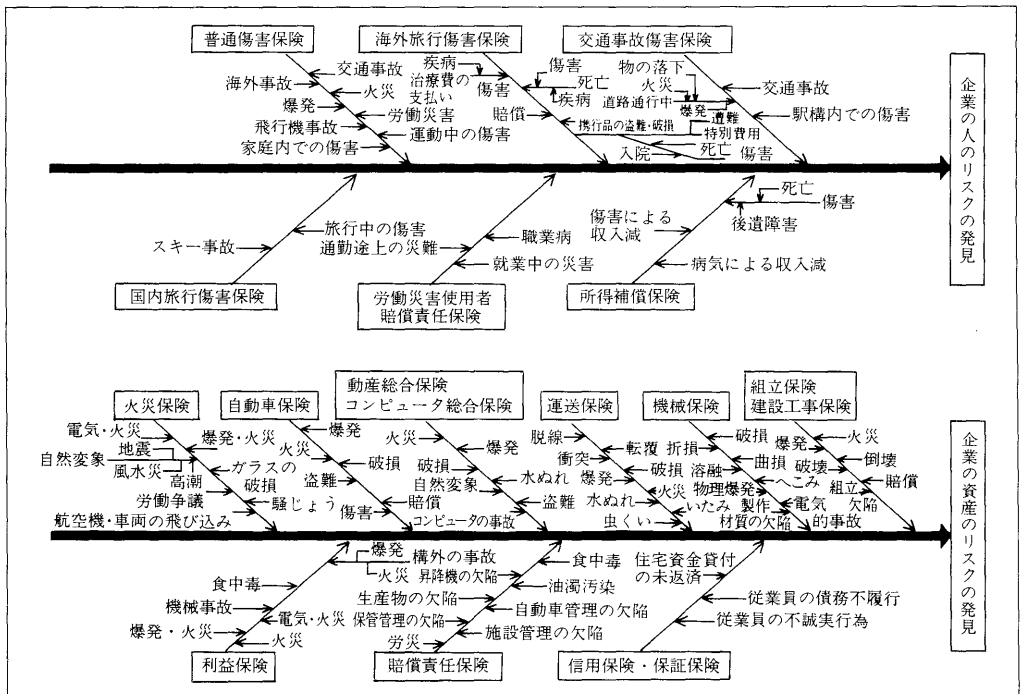 普通傷害保険
海外旅行傷害保険
交通事故傷害保険
交通事故
海外事故
火災
爆発
労働災害
飛行機事故
運動中の傷害
家庭内での傷害
疾病
治療費の
支払い
傷害
傷害
死亡
疾病
賠償
携行品の盗難・破損
遭難
特別費用
入院
死亡
傷害
物の落下
火災
道路通行中
爆発
交通事故
駅構内での傷害
企業の人のリスクの発見
スキー事故
旅行中の傷害
国内旅行傷害保険
通勤途上の災難
職業病
就業中の災害
労働災害使用者
賠償責任保険
傷害による
収入減
死亡
傷害
後遺障害
病気による収入減
所得補償保険
火災保険
自動車保険
動産総合保険
コンピュータ総合保険
運送保険
機械保険
組立保険
建設工事保険
電気・火災
爆発・火災
地震
自然変象
風水災
高潮
ガラスの
破損
労働争議
騒じょう
航空機・車両の飛び込み
爆発
火災
破損
盗難
賠償
傷害
火災
爆発
破損
水ぬれ
自然変象
盗難
コンピュータの事故
脱線
転覆
衝突
破損
爆発
火災
水ぬれ
いたみ
虫くい
破損
折損
曲損
溶融
へこみ
物理爆発
電気
的事故
製作
材質の欠陥
火災
爆発
倒壊
破壊
賠償
組立
欠陥
企業の資産のリスクの発見
爆発
構外の事故
火災
食中毒
機械事故
電気・火災
爆発・火災
火災
利益保険
食中毒
昇降機の欠陥
油濁汚染
生産物の欠陥
自動車管理の欠陥
保管管理の欠陥
施設管理の欠陥
労災
賠償責任保険
住宅資金貸付
の未返済
従業員の債務不履行
従業員の不誠実行為
信用保険・保証保険